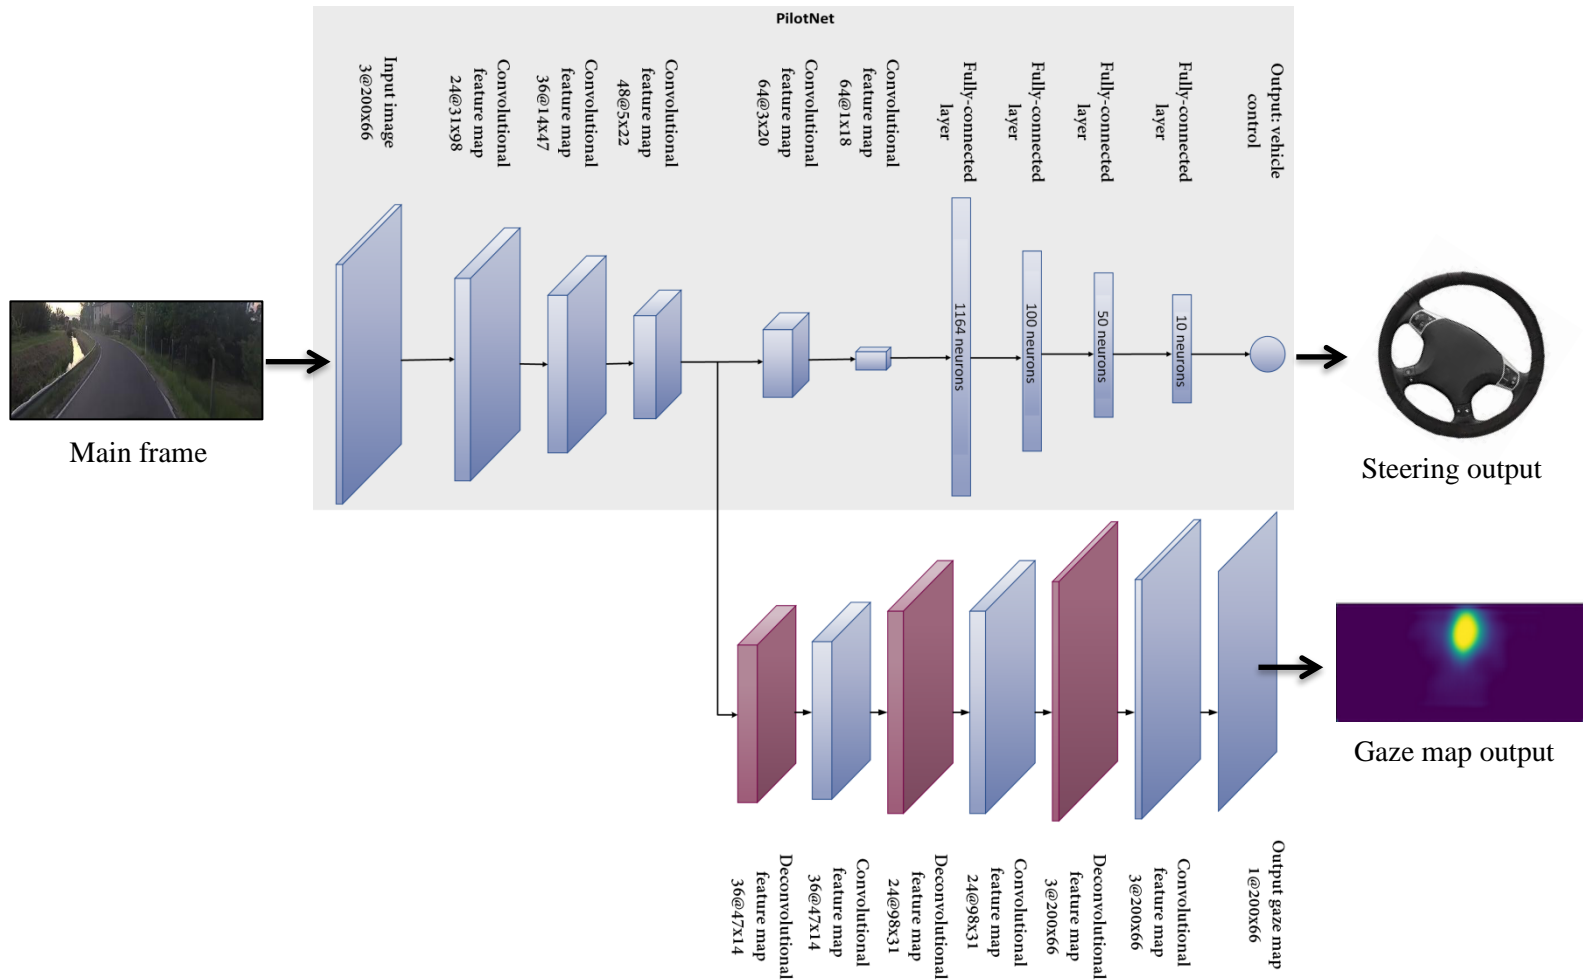 PilotNet
Input image
3@200x66
Convolutional
feature map
24@31x98
Convolutional
feature map
36@14x47
Convolutional
feature map
48@5x22
Convolutional
feature map
64@3x20
Convolutional
feature map
64@1x18
Fully-connected
layer
Fully-connected
layer
Fully-connected
layer
Fully-connected
layer
Output: vehicle
control
1164 neurons
100 neurons
50 neurons
10 neurons
Main frame
Steering output
Gaze map output
Deconvolutional
feature map
36@47x14
Convolutional
feature map
36@47x14
Deconvolutional
feature map
24@98x31
Convolutional
feature map
24@98x31
Deconvolutional
feature map
3@200x66
Convolutional
feature map
3@200x66
Output gaze map
1@200x66